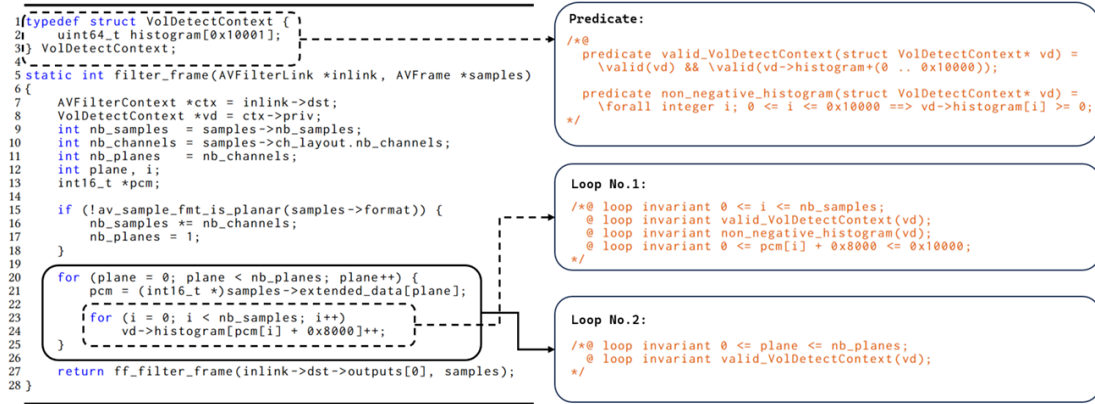 1 typedef struct VolDetectContext {
2     uint64_t histogram[0x10001];
3 } VolDetectContext;
4
5 static int filter_frame(AVFilterLink *inlink, AVFrame *samples)
6 {
7     AVFilterContext *ctx = inlink->dst;
8     VolDetectContext *vd = ctx->priv;
9     int nb_samples  = samples->nb_samples;
10     int nb_channels = samples->ch_layout.nb_channels;
11     int nb_planes   = nb_channels;
12     int plane, i;
13     int16_t *pcm;
14
15     if (!av_sample_fmt_is_planar(samples->format)) {
16         nb_samples *= nb_channels;
17         nb_planes = 1;
18     }
19
20     for (plane = 0; plane < nb_planes; plane++) {
21         pcm = (int16_t *)samples->extended_data[plane];
22
23         for (i = 0; i < nb_samples; i++)
24             vd->histogram[pcm[i] + 0x8000]++;
25     }
26
27     return ff_filter_frame(inlink->dst->outputs[0], samples);
28 }
Predicate:
/*@
  predicate valid_VolDetectContext(struct VolDetectContext* vd) =
    \valid(vd) && \valid(vd->histogram+(0 .. 0x10000));
  predicate non_negative_histogram(struct VolDetectContext* vd) =
    \forall integer i; 0 <= i <= 0x10000 ==> vd->histogram[i] >= 0;
*/
Loop No.1:
/*@ loop invariant 0 <= i <= nb_samples;
  @ loop invariant valid_VolDetectContext(vd);
  @ loop invariant non_negative_histogram(vd);
  @ loop invariant 0 <= pcm[i] + 0x8000 <= 0x10000;
*/
Loop No.2:
/*@ loop invariant 0 <= plane <= nb_planes;
  @ loop invariant valid_VolDetectContext(vd);
*/